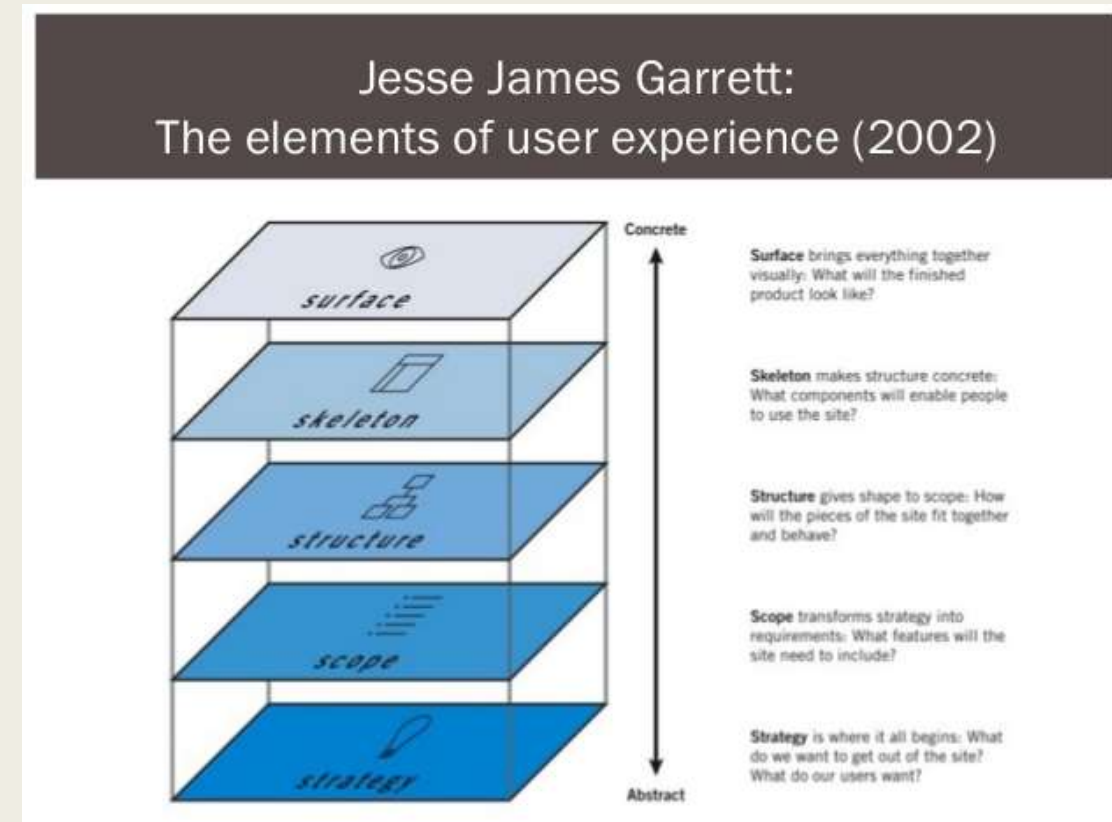 Jesse James Garrett:
The elements of user experience (2002)
Concrete
surface
Surface brings everything together
visually: What will the finished
product look like?
skeleton
Skeleton makes structure concrete:
What components will enable people
to use the site?
structure
Structure gives shape to scope: How
will the pieces of the site fit together
and behave?
scope
Scope transforms strategy into
requirements: What features will the
site need to include?
strategy
Strategy is where it all begins: What
do we want to get out of the site?
What do our users want?
Abstract